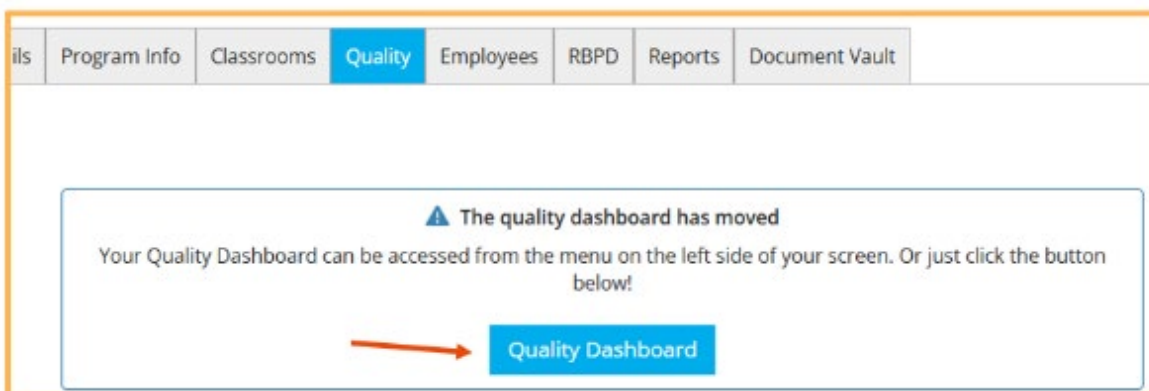 ils Program Info Classrooms Quality Employees RBPD Reports Document Vault
The quality dashboard has moved
Your Quality Dashboard can be accessed from the menu on the left side of your screen. Or just click the button
below!
Quality Dashboard